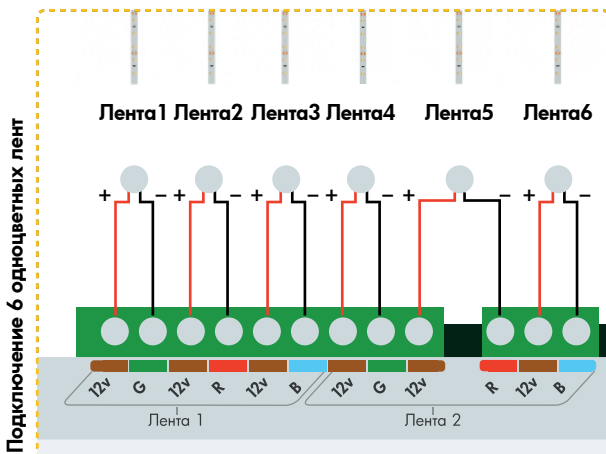 Подключение 6 одноцветных лент
Лента1 Лента2 Лента3 Лента4 Лента5 Лента6
+ − + − + − + − + − + −
12v G 12v R 12v B 12v G 12v R 12v B
Лента 1 Лента 2